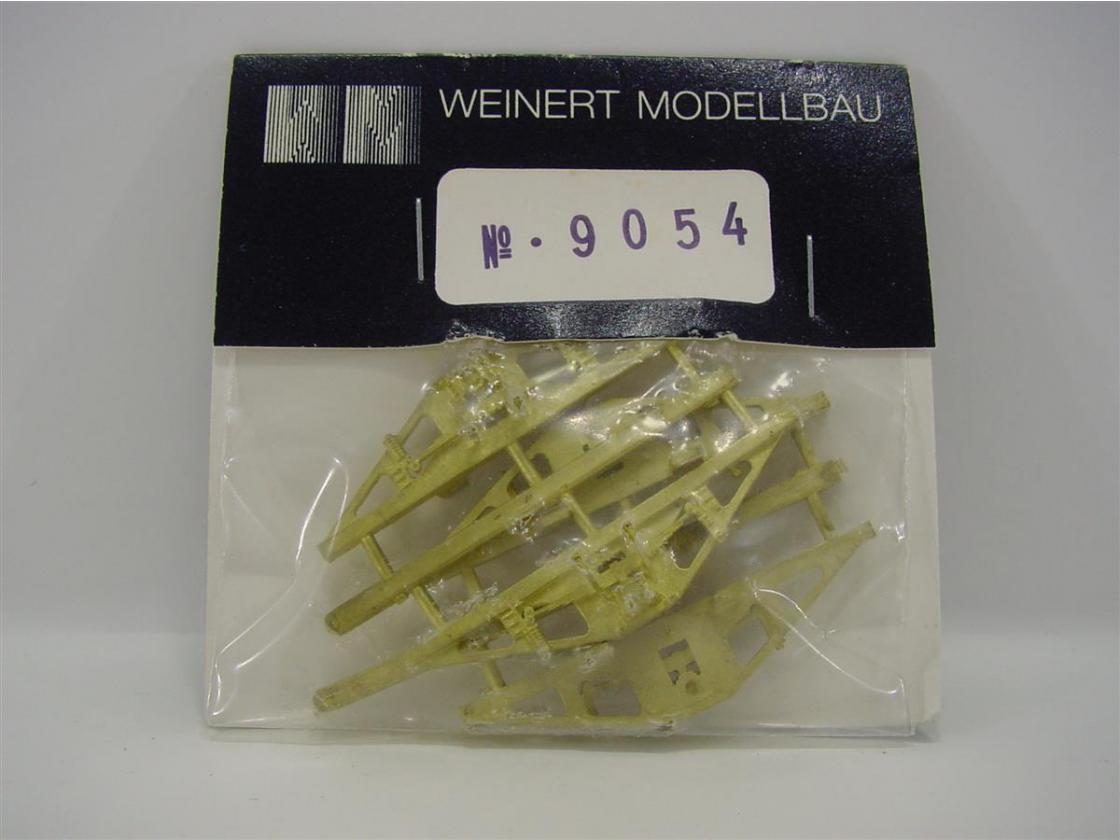 WEINERT MODELLBAU
№ . 9054